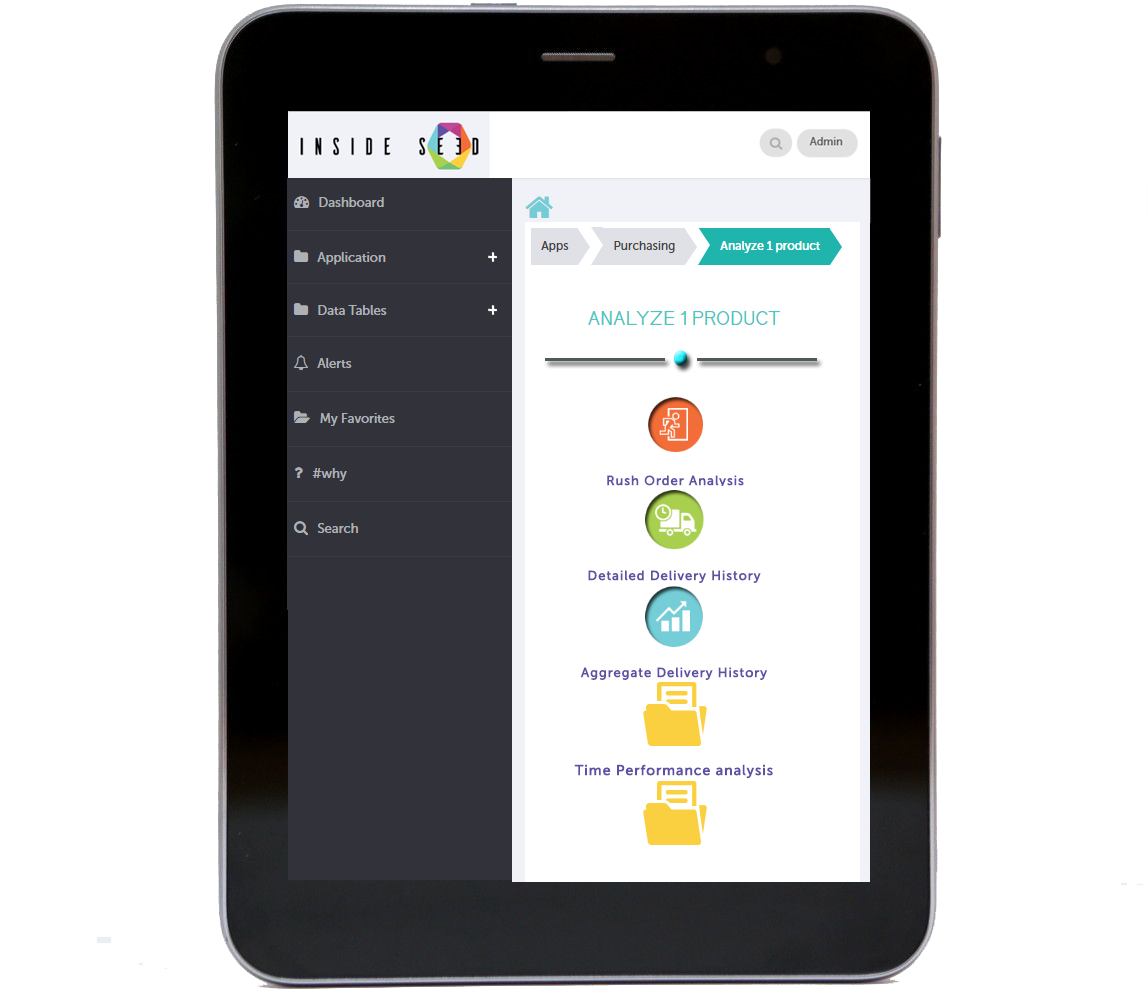 INSIDE SEED
Admin
Dashboard
Application +
Data Tables +
Alerts
My Favorites
? #why
Search
Apps Purchasing Analyze 1 product
ANALYZE 1 PRODUCT
Rush Order Analysis
Detailed Delivery History
Aggregate Delivery History
Time Performance analysis